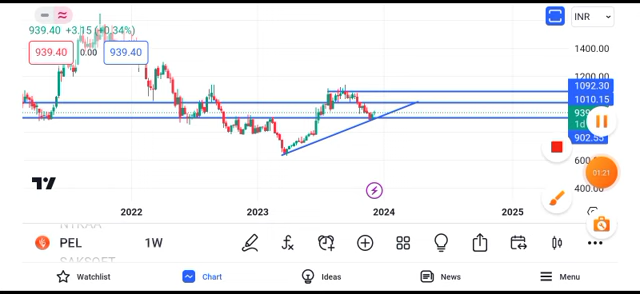 939.40 +3.15 (+0.34%)
INR
939.40 0.00 939.40
1400.00
1200.00
1092.30
1010.15
939
1d
902.55
600
400.00
01:21
2022 2023 2024 2025
PEL 1W
Watchlist Chart Ideas News Menu